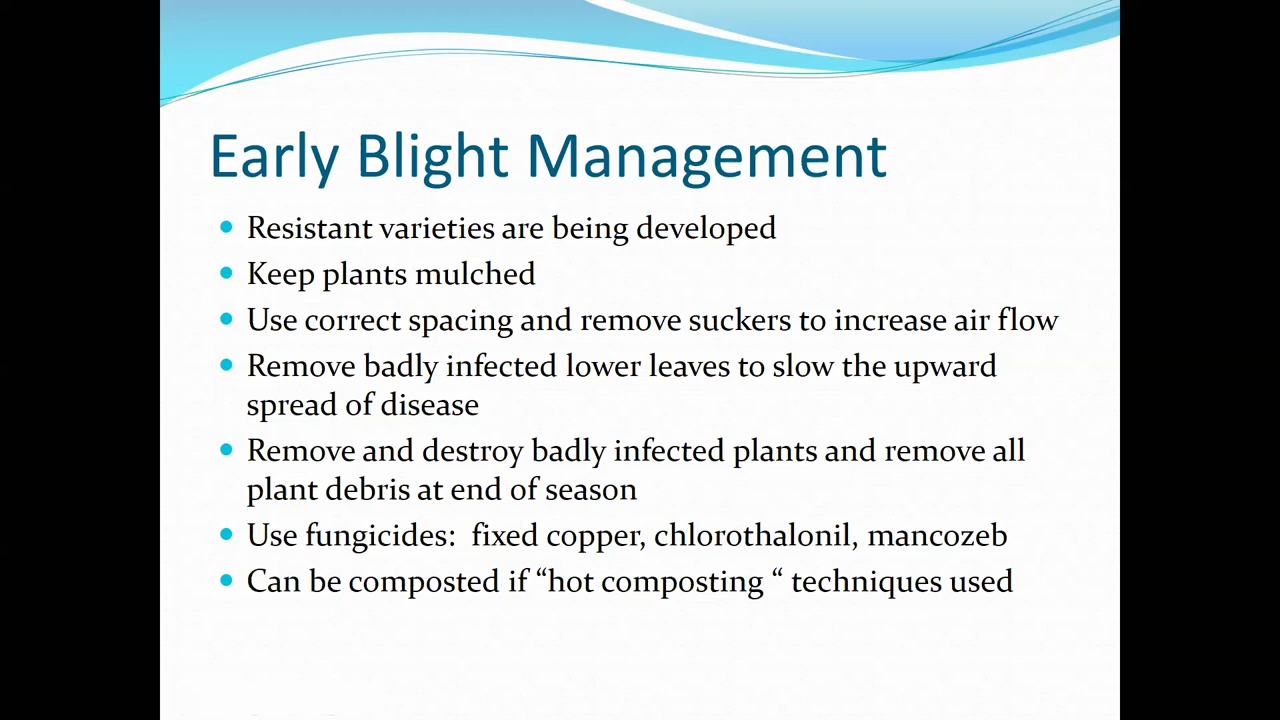 Early Blight Management
• Resistant varieties are being developed
• Keep plants mulched
• Use correct spacing and remove suckers to increase air flow
• Remove badly infected lower leaves to slow the upward
spread of disease
• Remove and destroy badly infected plants and remove all
plant debris at end of season
• Use fungicides:  fixed copper, chlorothalonil, mancozeb
• Can be composted if “hot composting “ techniques used